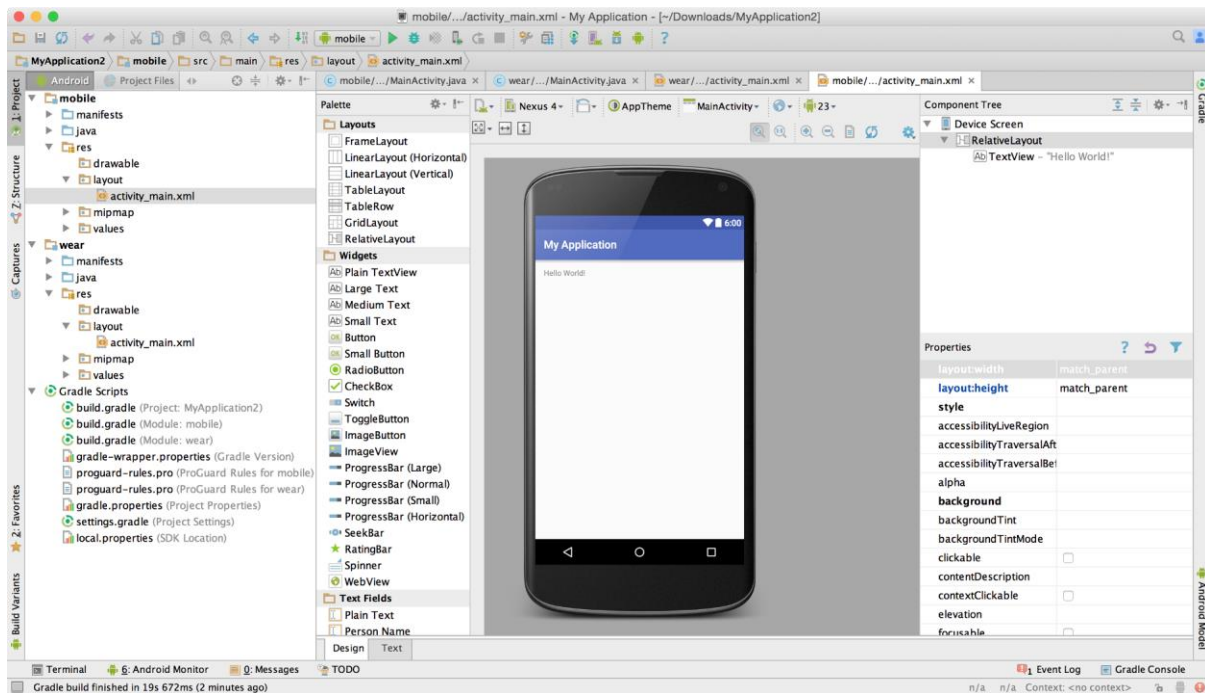 mobile/.../activity_main.xml - My Application - [~/Downloads/MyApplication2]
mobile
MyApplication2 mobile src main res layout activity_main.xml
1: Project
Z: Structure
Captures
2: Favorites
Build Variants
Android Project Files
mobile
manifests
java
res
drawable
layout
activity_main.xml
mipmap
values
wear
manifests
java
res
drawable
layout
activity_main.xml
mipmap
values
Gradle Scripts
build.gradle (Project: MyApplication2)
build.gradle (Module: mobile)
build.gradle (Module: wear)
gradle-wrapper.properties (Gradle Version)
proguard-rules.pro (ProGuard Rules for mobile)
proguard-rules.pro (ProGuard Rules for wear)
gradle.properties (Project Properties)
settings.gradle (Project Settings)
local.properties (SDK Location)
mobile/.../MainActivity.java wear/.../MainActivity.java wear/.../activity_main.xml mobile/.../activity_main.xml
Palette
Layouts
FrameLayout
LinearLayout (Horizontal)
LinearLayout (Vertical)
TableLayout
TableRow
GridLayout
RelativeLayout
Widgets
Ab Plain TextView
Ab Large Text
Ab Medium Text
Ab Small Text
OK Button
OK Small Button
RadioButton
CheckBox
Switch
ToggleButton
ImageButton
ImageView
ProgressBar (Large)
ProgressBar (Normal)
ProgressBar (Small)
ProgressBar (Horizontal)
SeekBar
RatingBar
Spinner
WebView
Text Fields
Plain Text
Person Name
Nexus 4 AppTheme MainActivity 23
6:00
My Application
Hello World!
Design Text
Component Tree
Device Screen
RelativeLayout
Ab TextView - "Hello World!"
Properties
layout:width match_parent
layout:height match_parent
style
accessibilityLiveRegion
accessibilityTraversalAft
accessibilityTraversalBef
alpha
background
backgroundTint
backgroundTintMode
clickable
contentDescription
contextClickable
elevation
focusable
Gradle
Android Model
Terminal 6: Android Monitor 0: Messages TODO 1 Event Log Gradle Console
Gradle build finished in 19s 672ms (2 minutes ago) n/a n/a Context: <no context>